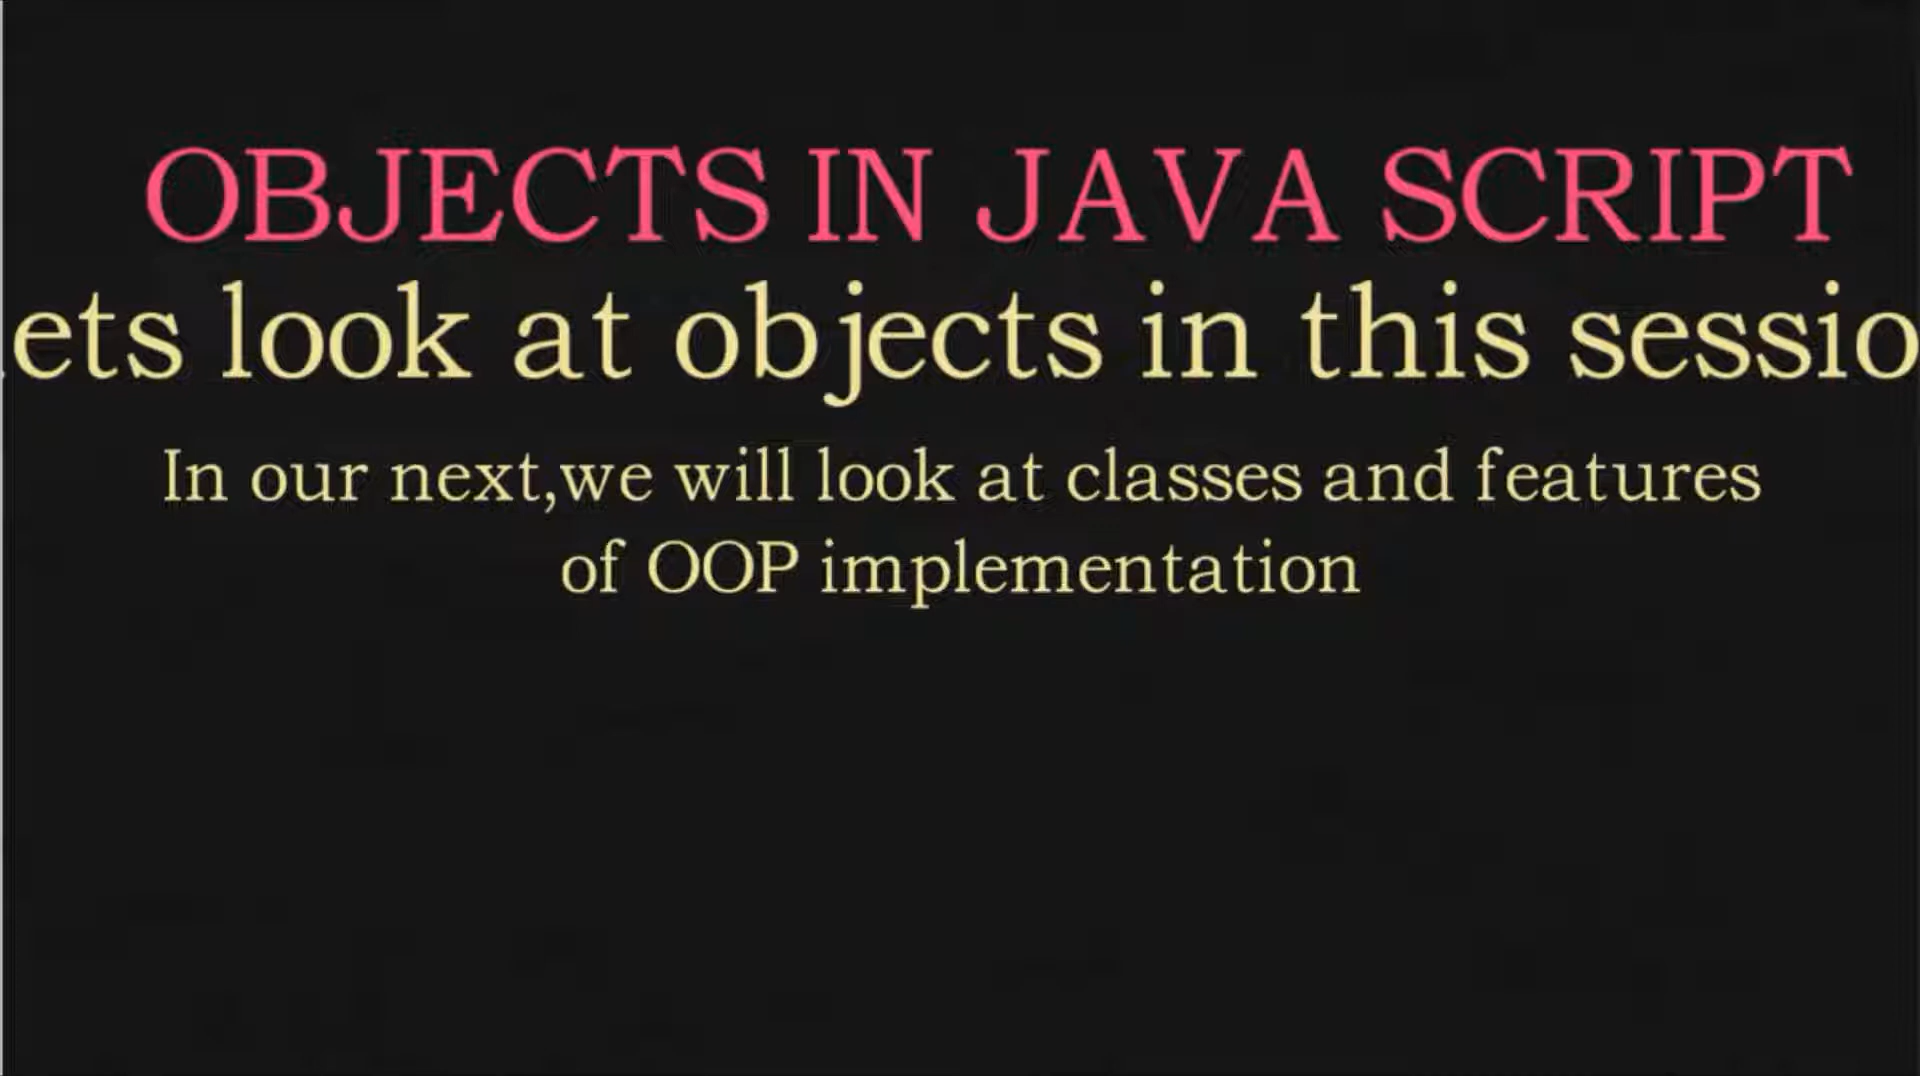 OBJECTS IN JAVA SCRIPT
ets look at objects in this sessio
In our next,we will look at classes and features
of OOP implementation